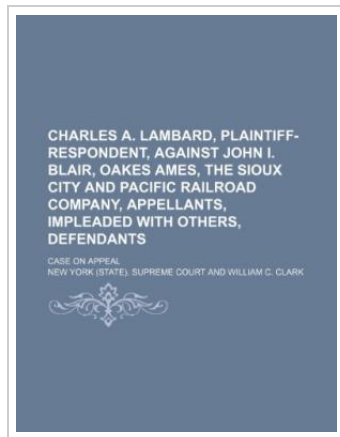 CHARLES A. LAMBARD, PLAINTIFF-
RESPONDENT, AGAINST JOHN I.
BLAIR, OAKES AMES, THE SIOUX
CITY AND PACIFIC RAILROAD
COMPANY, APPELLANTS,
IMPLEADED WITH OTHERS,
DEFENDANTS
CASE ON APPEAL
NEW YORK (STATE). SUPREME COURT AND WILLIAM C. CLARK